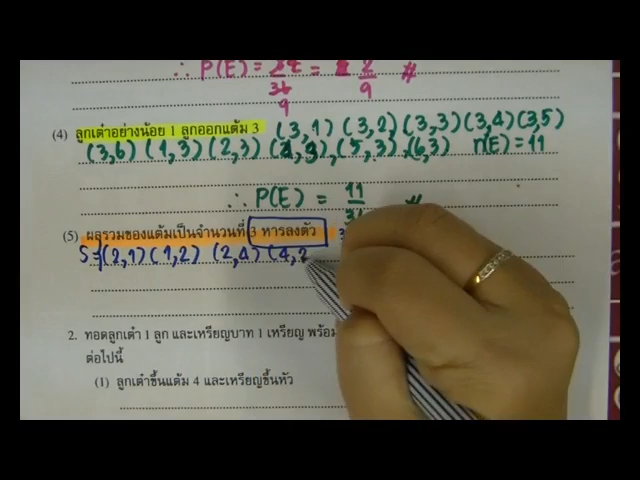 ∴ P(E) = 8/36 = 2/9 #
9
(4) ลูกเต๋าอย่างน้อย 1 ลูกออกแต้ม 3 (3,1) (3,2) (3,3) (3,4) (3,5)
(3,6) (1,3) (2,3) (4,3), (5,3), (6,3) n(E) = 11
∴ P(E) = 11/36 #
(5) ผลรวมของแต้มเป็นจำนวนที่ 3 หารลงตัว 3
S= (2,1) (1,2) (2,4) (4,2
2. ทอดลูกเต๋า 1 ลูก และเหรียญบาท 1 เหรียญ
ต่อไปนี้
(1) ลูกเต๋าขึ้นแต้ม 4 และเหรียญขึ้นหัว